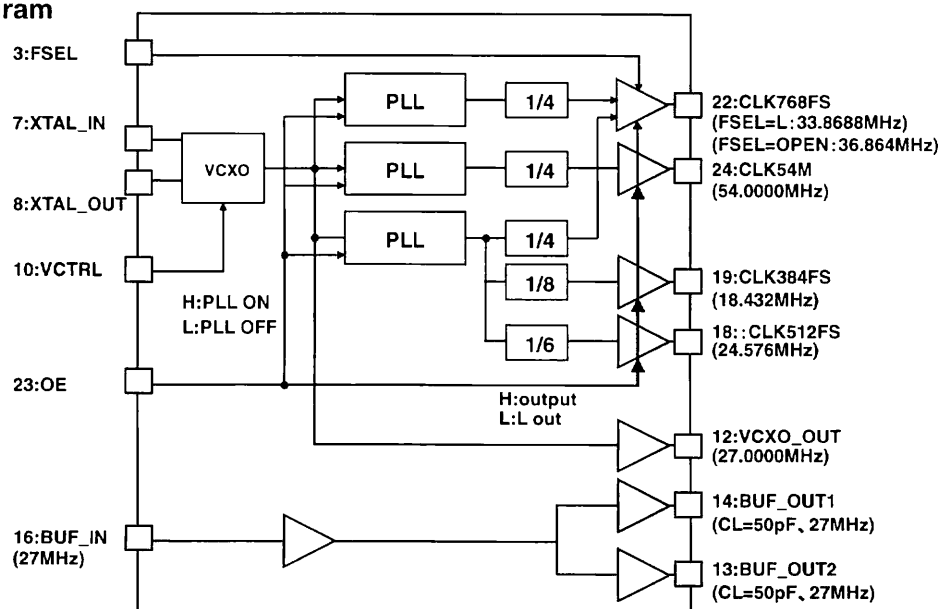 ram
3:FSEL
7:XTAL_IN
8:XTAL_OUT
10:VCTRL
H:PLL ON
L:PLL OFF
23:OE
16:BUF_IN
(27MHz)
VCXO
PLL
1/4
PLL
1/4
PLL
1/4
1/8
1/6
H:output
L:L out
22:CLK768FS
(FSEL=L:33.8688MHz)
(FSEL=OPEN:36.864MHz)
24:CLK54M
(54.0000MHz)
19:CLK384FS
(18.432MHz)
18::CLK512FS
(24.576MHz)
12:VCXO_OUT
(27.0000MHz)
14:BUF_OUT1
(CL=50pF、27MHz)
13:BUF_OUT2
(CL=50pF、27MHz)